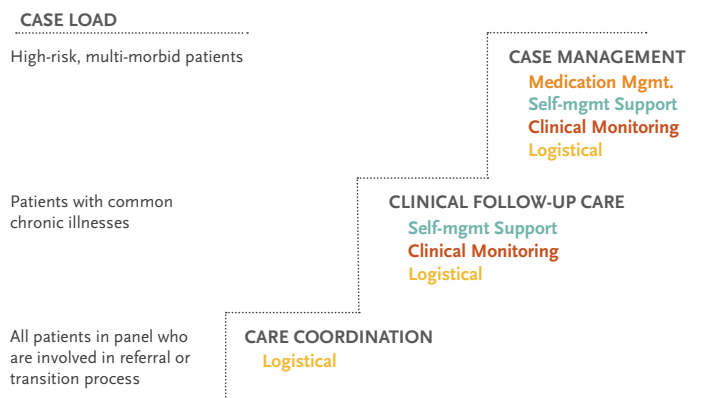 CASE LOAD
High-risk, multi-morbid patients
CASE MANAGEMENT
Medication Mgmt.
Self-mgmt Support
Clinical Monitoring
Logistical
Patients with common
chronic illnesses
CLINICAL FOLLOW-UP CARE
Self-mgmt Support
Clinical Monitoring
Logistical
All patients in panel who
are involved in referral or
transition process
CARE COORDINATION
Logistical